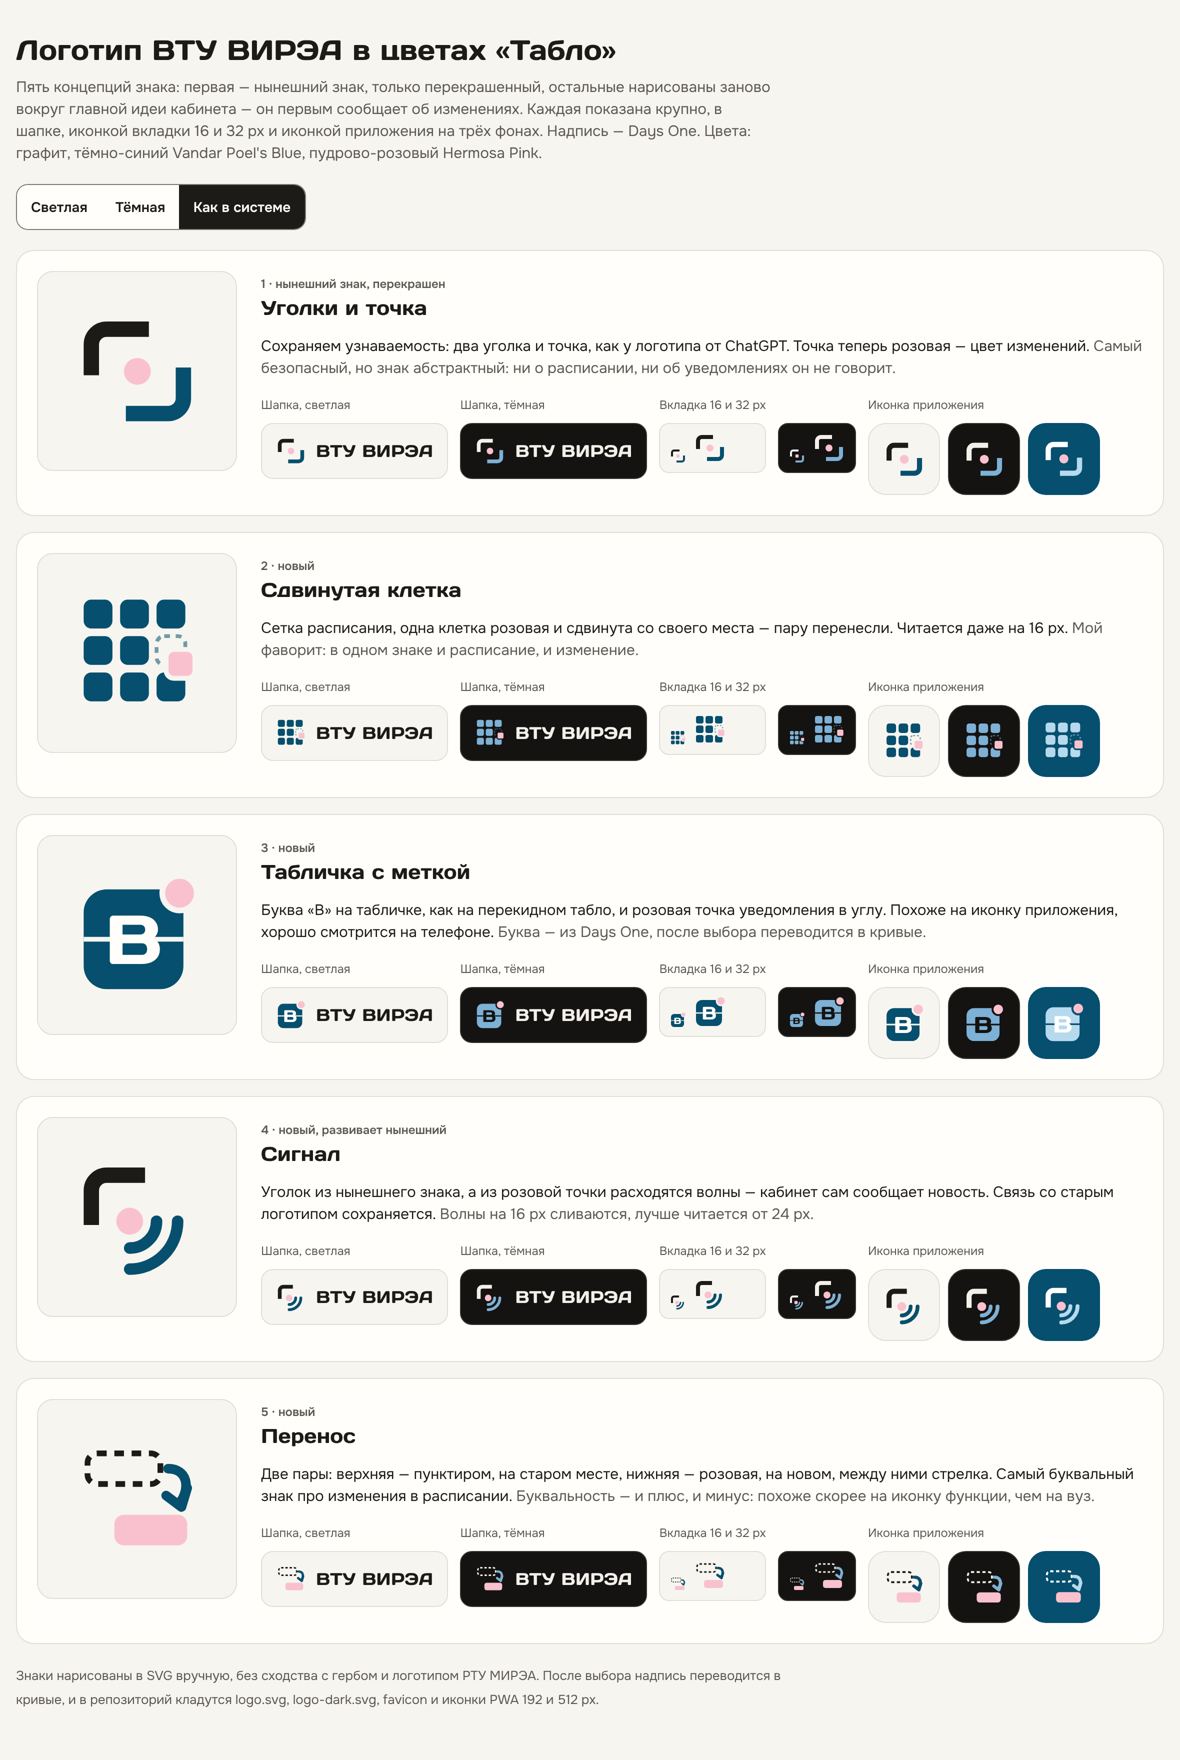 Логотип ВТУ ВИРЭА в цветах «Табло»
Пять концепций знака: первая — нынешний знак, только перекрашенный, остальные нарисованы заново
вокруг главной идеи кабинета — он первым сообщает об изменениях. Каждая показана крупно, в
шапке, иконкой вкладки 16 и 32 px и иконкой приложения на трёх фонах. Надпись — Days One. Цвета:
графит, тёмно-синий Vandar Poel's Blue, пудрово-розовый Hermosa Pink.
Светлая Тёмная Как в системе
1 · нынешний знак, перекрашен
Уголки и точка
Сохраняем узнаваемость: два уголка и точка, как у логотипа от ChatGPT. Точка теперь розовая — цвет изменений. Самый
безопасный, но знак абстрактный: ни о расписании, ни об уведомлениях он не говорит.
Шапка, светлая Шапка, тёмная Вкладка 16 и 32 px Иконка приложения
ВТУ ВИРЭА ВТУ ВИРЭА
2 · новый
Сдвинутая клетка
Сетка расписания, одна клетка розовая и сдвинута со своего места — пару перенесли. Читается даже на 16 px. Мой
фаворит: в одном знаке и расписание, и изменение.
Шапка, светлая Шапка, тёмная Вкладка 16 и 32 px Иконка приложения
ВТУ ВИРЭА ВТУ ВИРЭА
В
3 · новый
Табличка с меткой
Буква «В» на табличке, как на перекидном табло, и розовая точка уведомления в углу. Похоже на иконку приложения,
хорошо смотрится на телефоне. Буква — из Days One, после выбора переводится в кривые.
Шапка, светлая Шапка, тёмная Вкладка 16 и 32 px Иконка приложения
В ВТУ ВИРЭА В ВТУ ВИРЭА В В В В В В В
4 · новый, развивает нынешний
Сигнал
Уголок из нынешнего знака, а из розовой точки расходятся волны — кабинет сам сообщает новость. Связь со старым
логотипом сохраняется. Волны на 16 px сливаются, лучше читается от 24 px.
Шапка, светлая Шапка, тёмная Вкладка 16 и 32 px Иконка приложения
ВТУ ВИРЭА ВТУ ВИРЭА
5 · новый
Перенос
Две пары: верхняя — пунктиром, на старом месте, нижняя — розовая, на новом, между ними стрелка. Самый буквальный
знак про изменения в расписании. Буквальность — и плюс, и минус: похоже скорее на иконку функции, чем на вуз.
Шапка, светлая Шапка, тёмная Вкладка 16 и 32 px Иконка приложения
ВТУ ВИРЭА ВТУ ВИРЭА
Знаки нарисованы в SVG вручную, без сходства с гербом и логотипом РТУ МИРЭА. После выбора надпись переводится в
кривые, и в репозиторий кладутся logo.svg, logo-dark.svg, favicon и иконки PWA 192 и 512 px.